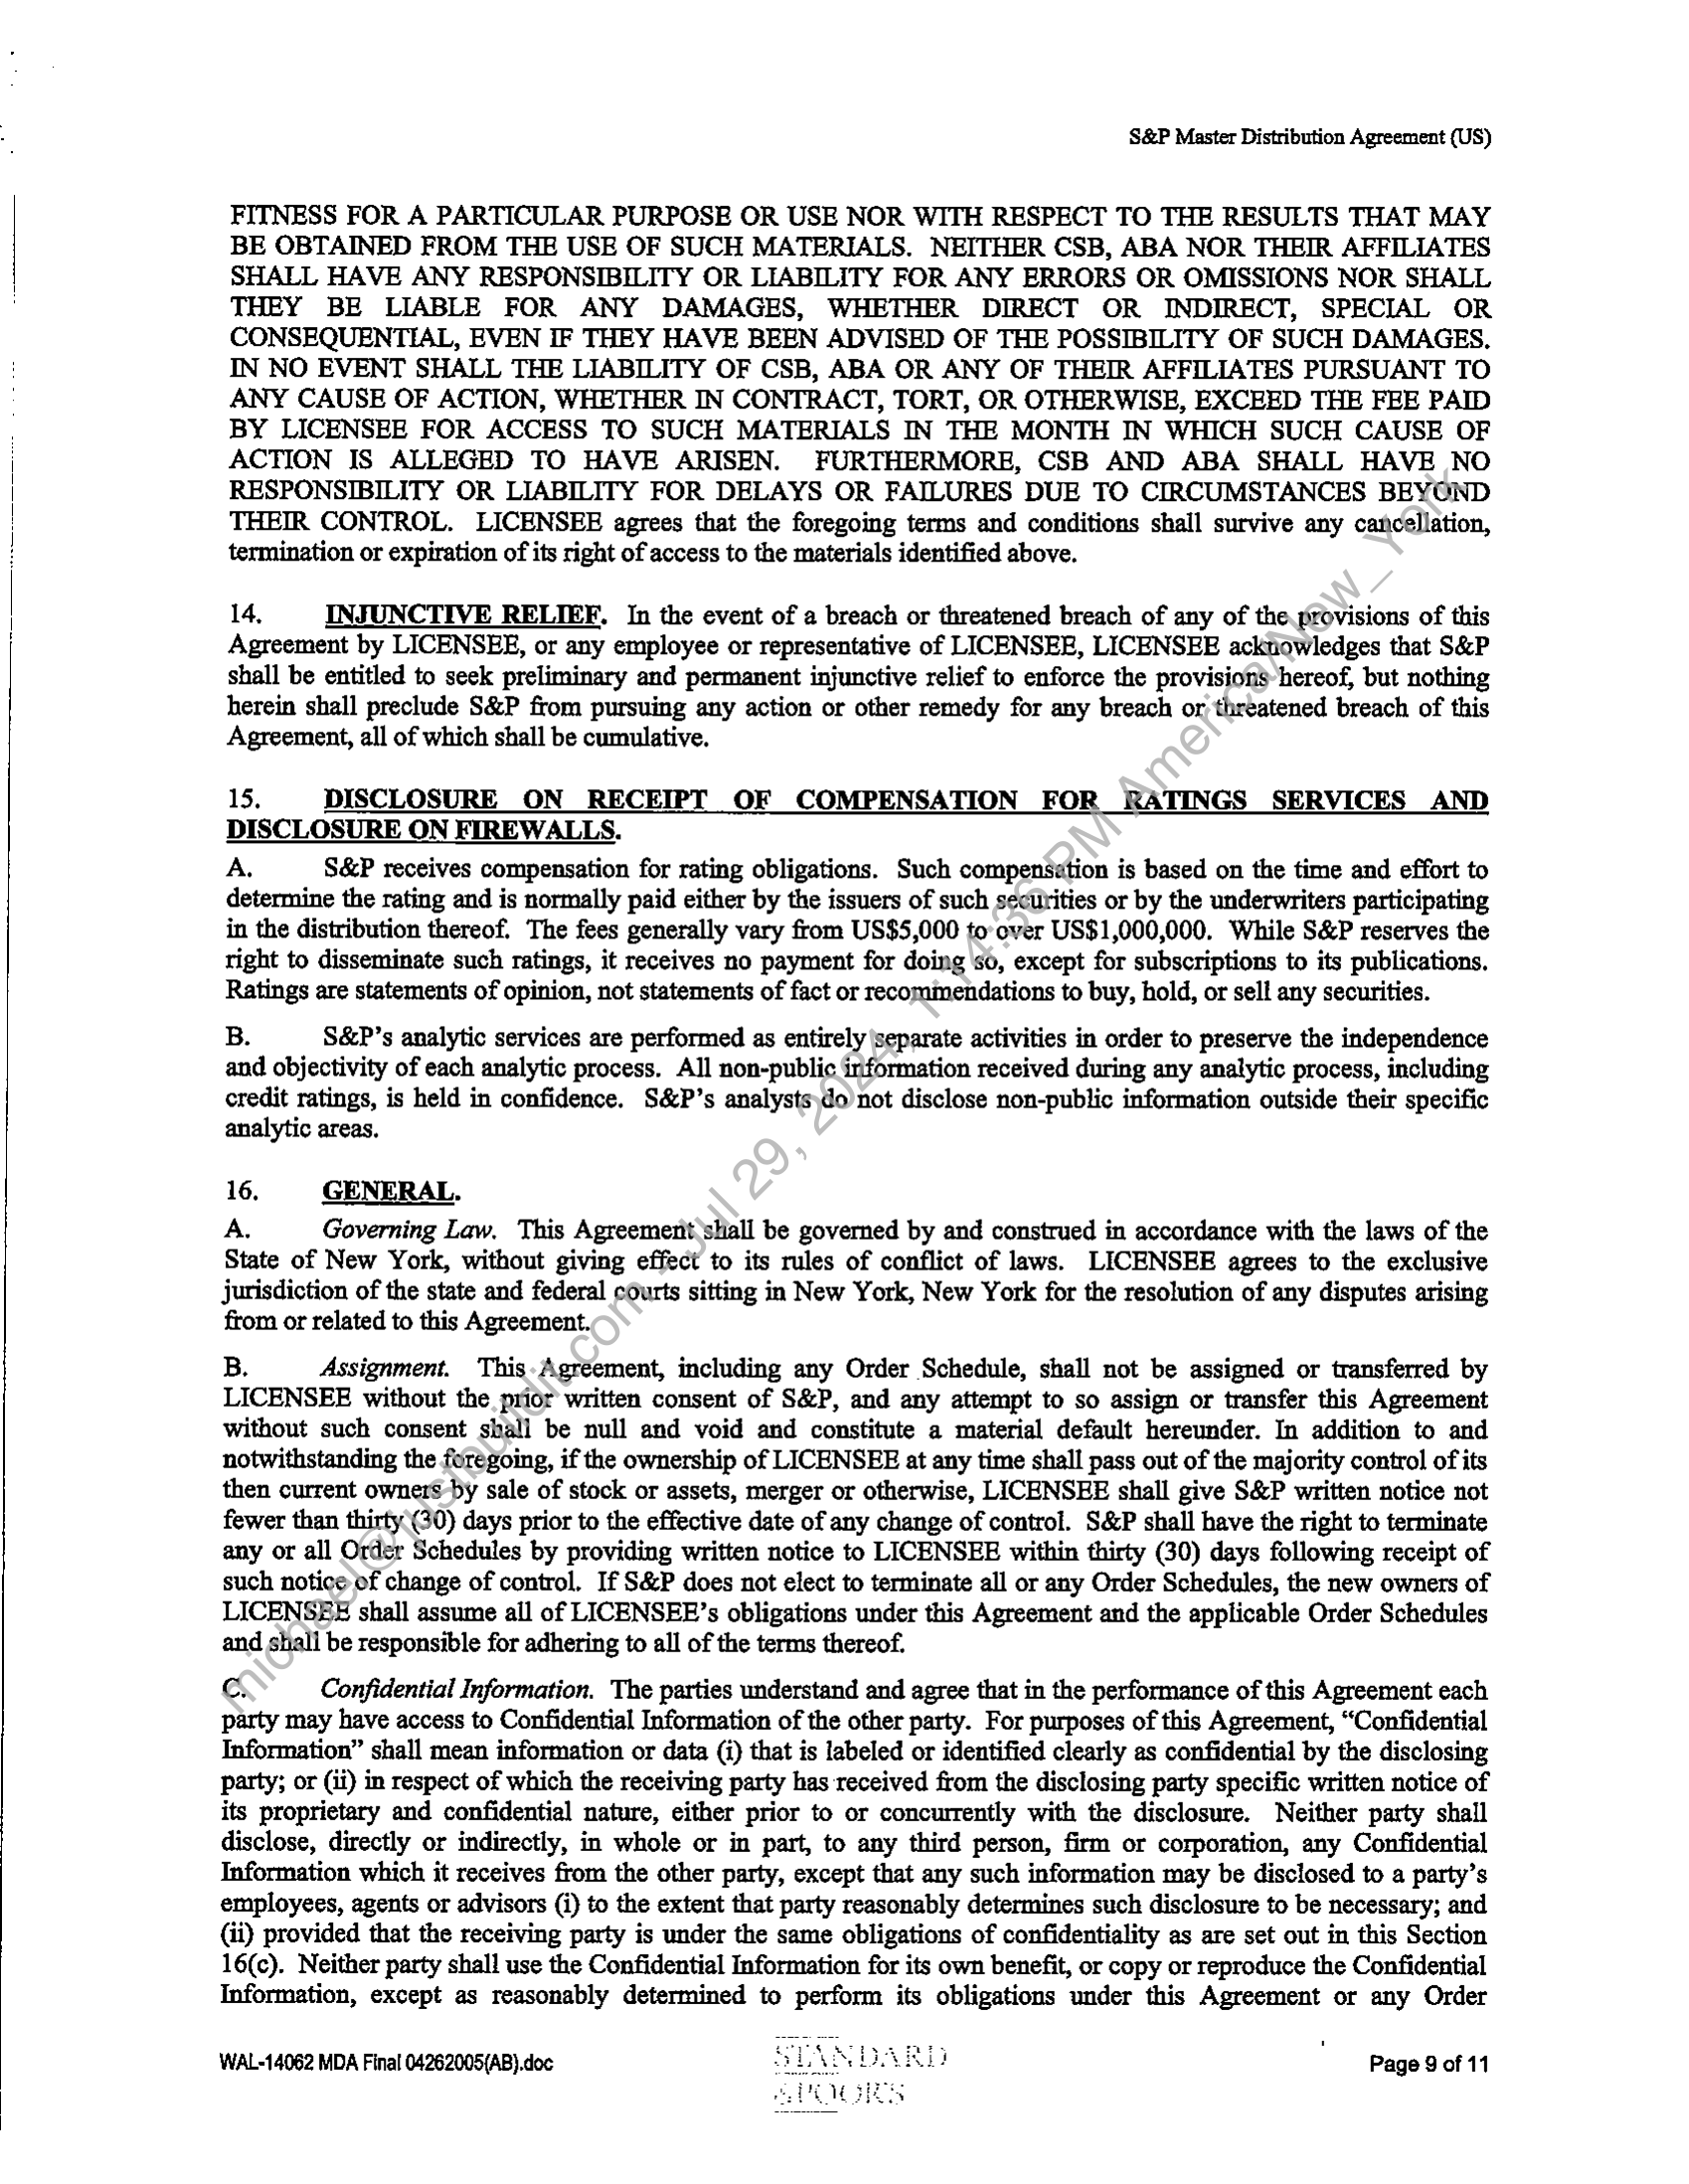 S&P Master Distribution Agreement (US)
FITNESS FOR A PARTICULAR PURPOSE OR USE NOR WITH RESPECT TO THE RESULTS THAT MAY
BE OBTAINED FROM THE USE OF SUCH MATERIALS. NEITHER CSB, ABA NOR THEIR AFFILIATES
SHALL HAVE ANY RESPONSIBILITY OR LIABILITY FOR ANY ERRORS OR OMISSIONS NOR SHALL
THEY BE LIABLE FOR ANY DAMAGES, WHETHER DIRECT OR INDIRECT, SPECIAL OR
CONSEQUENTIAL, EVEN IF THEY HAVE BEEN ADVISED OF THE POSSIBILITY OF SUCH DAMAGES.
IN NO EVENT SHALL THE LIABILITY OF CSB, ABA OR ANY OF THEIR AFFILIATES PURSUANT TO
ANY CAUSE OF ACTION, WHETHER IN CONTRACT, TORT, OR OTHERWISE, EXCEED THE FEE PAID
BY LICENSEE FOR ACCESS TO SUCH MATERIALS IN THE MONTH IN WHICH SUCH CAUSE OF
ACTION IS ALLEGED TO HAVE ARISEN. FURTHERMORE, CSB AND ABA SHALL HAVE NO
RESPONSIBILITY OR LIABILITY FOR DELAYS OR FAILURES DUE TO CIRCUMSTANCES BEYOND
THEIR CONTROL. LICENSEE agrees that the foregoing terms and conditions shall survive any cancellation,
termination or expiration of its right of access to the materials identified above.
14. INJUNCTIVE RELIEF. In the event of a breach or threatened breach of any of the provisions of this
Agreement by LICENSEE, or any employee or representative of LICENSEE, LICENSEE acknowledges that S&P
shall be entitled to seek preliminary and permanent injunctive relief to enforce the provisions hereof, but nothing
herein shall preclude S&P from pursuing any action or other remedy for any breach or threatened breach of this
Agreement, all of which shall be cumulative.
15. DISCLOSURE ON RECEIPT OF COMPENSATION FOR RATINGS SERVICES AND
DISCLOSURE ON FIREWALLS.
A. S&P receives compensation for rating obligations. Such compensation is based on the time and effort to
determine the rating and is normally paid either by the issuers of such securities or by the underwriters participating
in the distribution thereof. The fees generally vary from US$5,000 to over US$1,000,000. While S&P reserves the
right to disseminate such ratings, it receives no payment for doing so, except for subscriptions to its publications.
Ratings are statements of opinion, not statements of fact or recommendations to buy, hold, or sell any securities.
B. S&P's analytic services are performed as entirely separate activities in order to preserve the independence
and objectivity of each analytic process. All non-public information received during any analytic process, including
credit ratings, is held in confidence. S&P's analysts do not disclose non-public information outside their specific
analytic areas.
16. GENERAL.
A. Governing Law. This Agreement shall be governed by and construed in accordance with the laws of the
State of New York, without giving effect to its rules of conflict of laws. LICENSEE agrees to the exclusive
jurisdiction of the state and federal courts sitting in New York, New York for the resolution of any disputes arising
from or related to this Agreement.
B. Assignment. This Agreement, including any Order Schedule, shall not be assigned or transferred by
LICENSEE without the prior written consent of S&P, and any attempt to so assign or transfer this Agreement
without such consent shall be null and void and constitute a material default hereunder. In addition to and
notwithstanding the foregoing, if the ownership of LICENSEE at any time shall pass out of the majority control of its
then current owners by sale of stock or assets, merger or otherwise, LICENSEE shall give S&P written notice not
fewer than thirty (30) days prior to the effective date of any change of control. S&P shall have the right to terminate
any or all Order Schedules by providing written notice to LICENSEE within thirty (30) days following receipt of
such notice of change of control. If S&P does not elect to terminate all or any Order Schedules, the new owners of
LICENSEE shall assume all of LICENSEE's obligations under this Agreement and the applicable Order Schedules
and shall be responsible for adhering to all of the terms thereof.
C. Confidential Information. The parties understand and agree that in the performance of this Agreement each
party may have access to Confidential Information of the other party. For purposes of this Agreement, "Confidential
Information" shall mean information or data (i) that is labeled or identified clearly as confidential by the disclosing
party; or (ii) in respect of which the receiving party has received from the disclosing party specific written notice of
its proprietary and confidential nature, either prior to or concurrently with the disclosure. Neither party shall
disclose, directly or indirectly, in whole or in part, to any third person, firm or corporation, any Confidential
Information which it receives from the other party, except that any such information may be disclosed to a party's
employees, agents or advisors (i) to the extent that party reasonably determines such disclosure to be necessary; and
(ii) provided that the receiving party is under the same obligations of confidentiality as are set out in this Section
16(c). Neither party shall use the Confidential Information for its own benefit, or copy or reproduce the Confidential
Information, except as reasonably determined to perform its obligations under this Agreement or any Order
WAL-14062 MDA Final 04262005(AB).doc
STANDARD
&POOR'S
Page 9 of 11
michael@justbuildit.com - Jul 29, 2024, 1:14:36 PM America/New_York